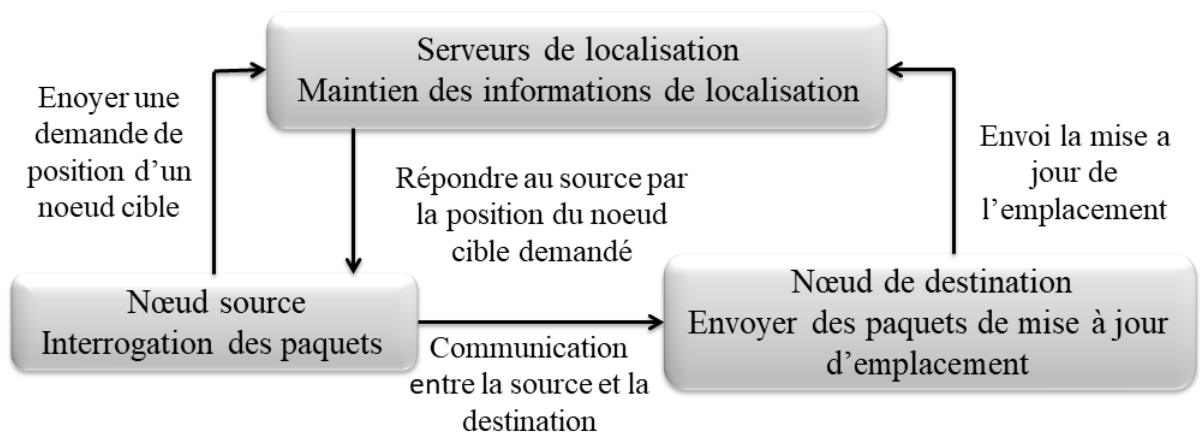 Serveurs de localisation
Maintien des informations de localisation
Enoyer une
demande de
position d’un
noeud cible
Répondre au source par
la position du noeud
cible demandé
Envoi la mise a
jour de
l’emplacement
Nœud source
Interrogation des paquets
Communication
entre la source et la
destination
Nœud de destination
Envoyer des paquets de mise à jour
d’emplacement